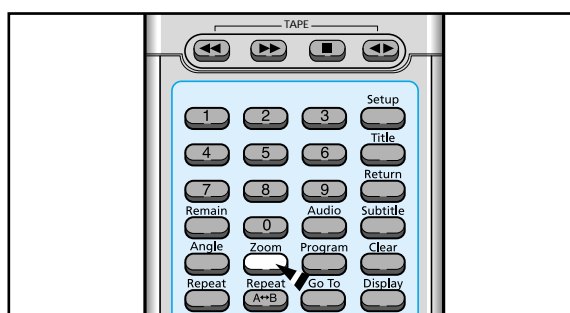 TAPE
1 2 3 Setup
4 5 6 Title
7 8 9 Return
Remain 0 Audio Subtitle
Angle Zoom Program Clear
Repeat Repeat Go To Display
A↔B